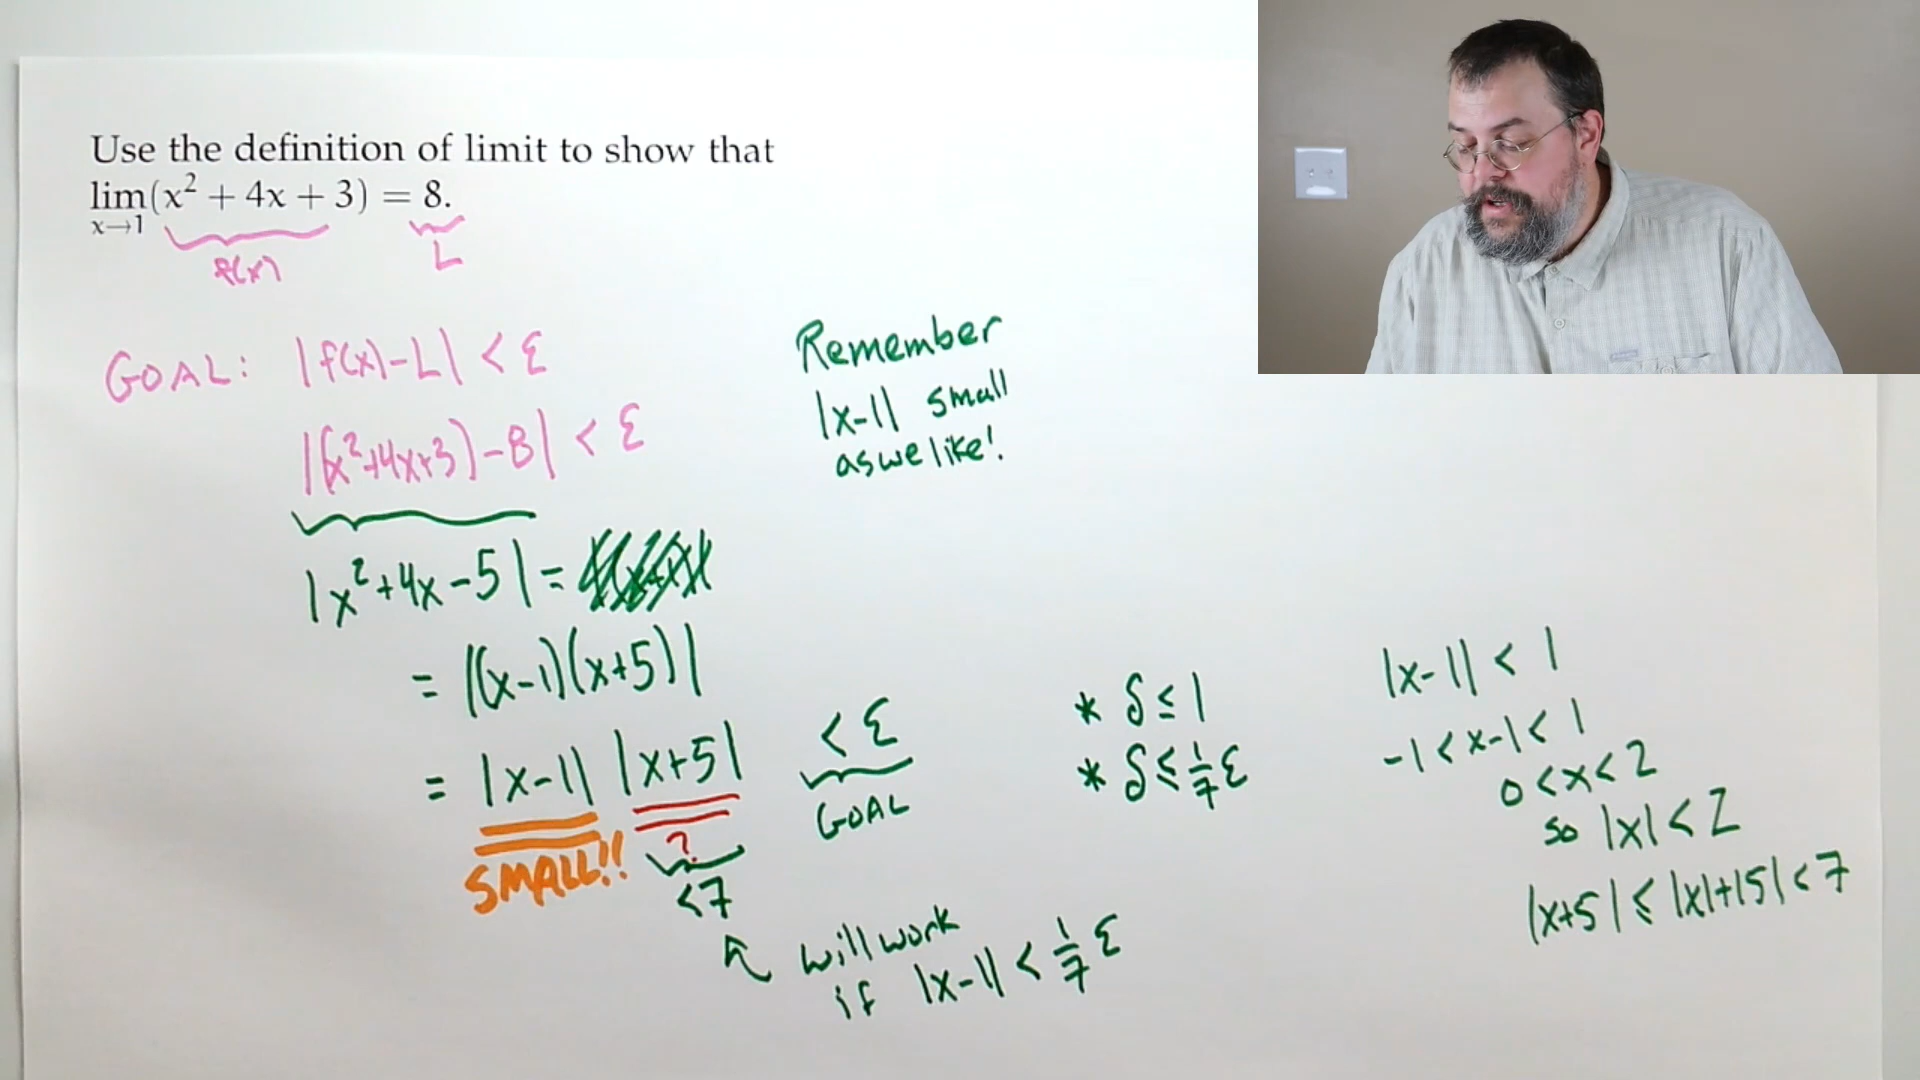 Use the definition of limit to show that
lim(x² + 4x + 3) = 8.
x→1
f(x)
L
GOAL: |f(x)-L| < ε
|(x²+4x+3)-8| < ε
Remember
|x-1| small
as we like!
|x²+4x-5| =
= |(x-1)(x+5)|
= |x-1| |x+5| < ε
SMALL!!
?
<7
GOAL
↖ will work
if |x-1| < 1/7 ε
* δ ≤ 1
* δ ≤ 1/7 ε
|x-1| < 1
-1 < x-1 < 1
0 < x < 2
so |x| < 2
|x+5| ≤ |x|+|5| < 7